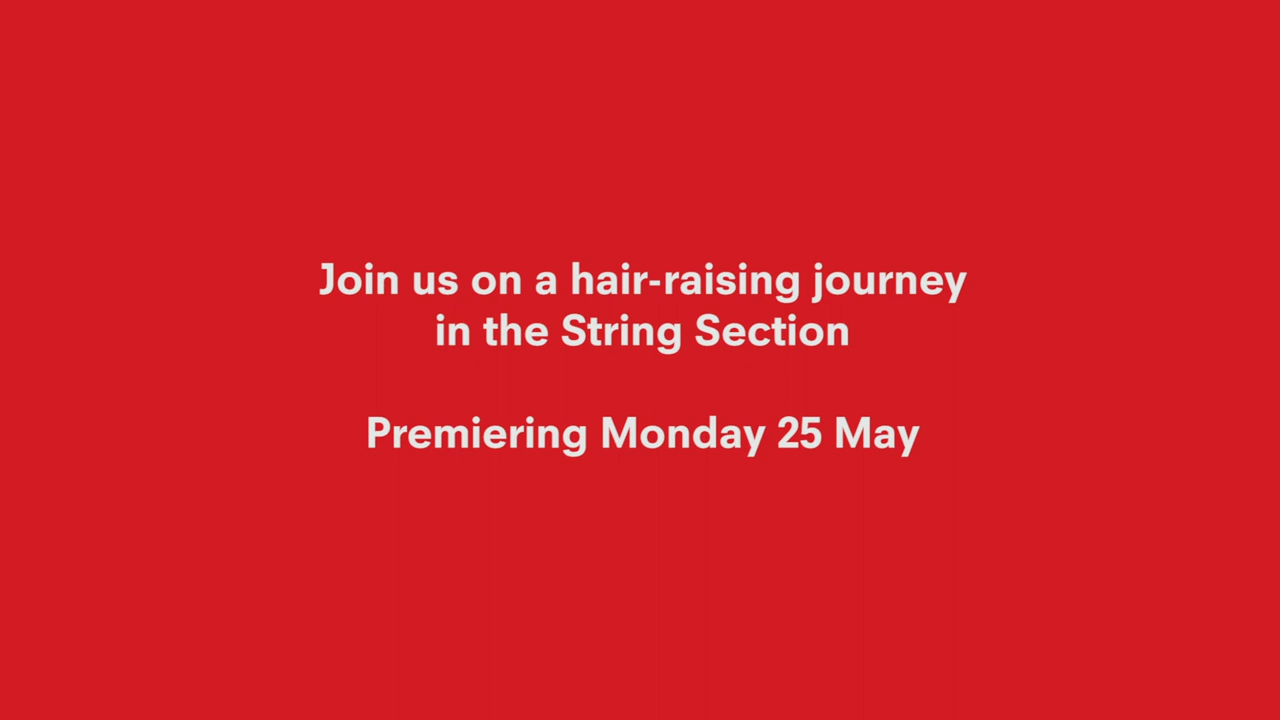 Join us on a hair-raising journey
in the String Section
Premiering Monday 25 May